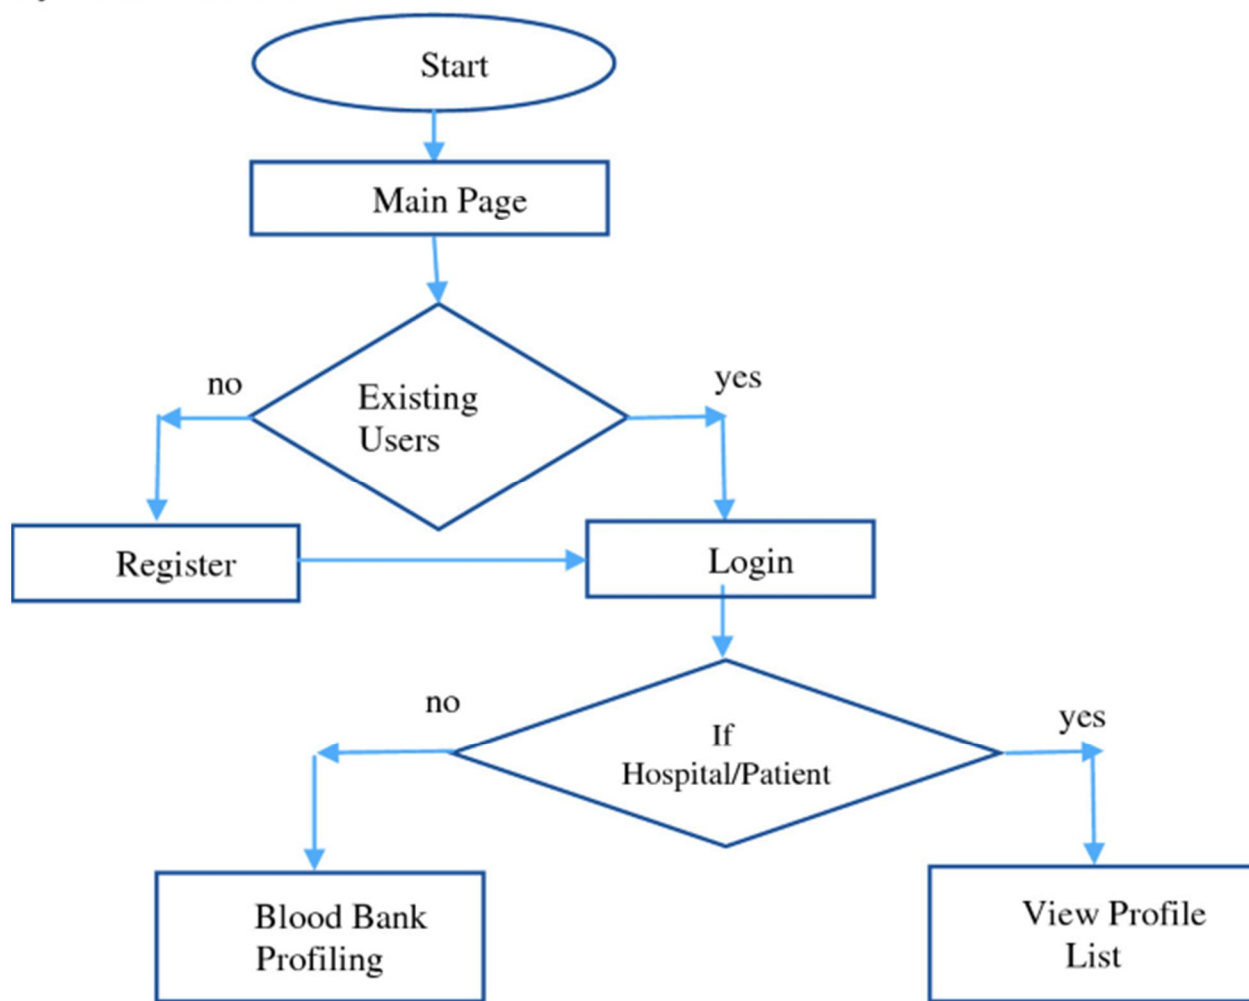 Start
Main Page
no
yes
Existing
Users
Register
Login
no
yes
If
Hospital/Patient
Blood Bank
Profiling
View Profile
List